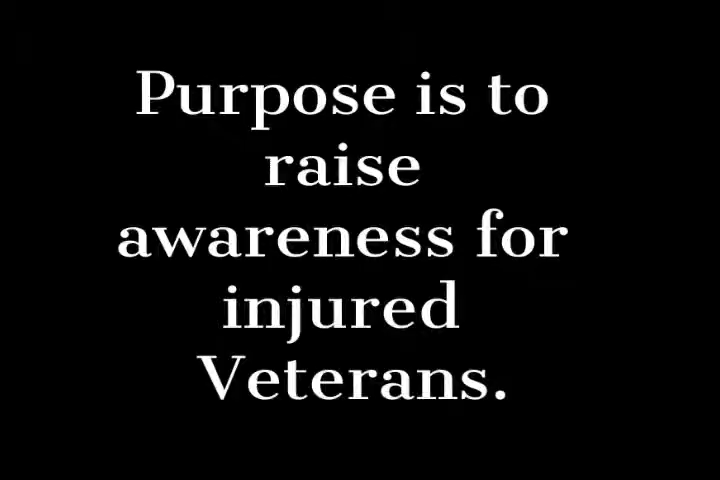 Purpose is to
raise
awareness for
injured
Veterans.